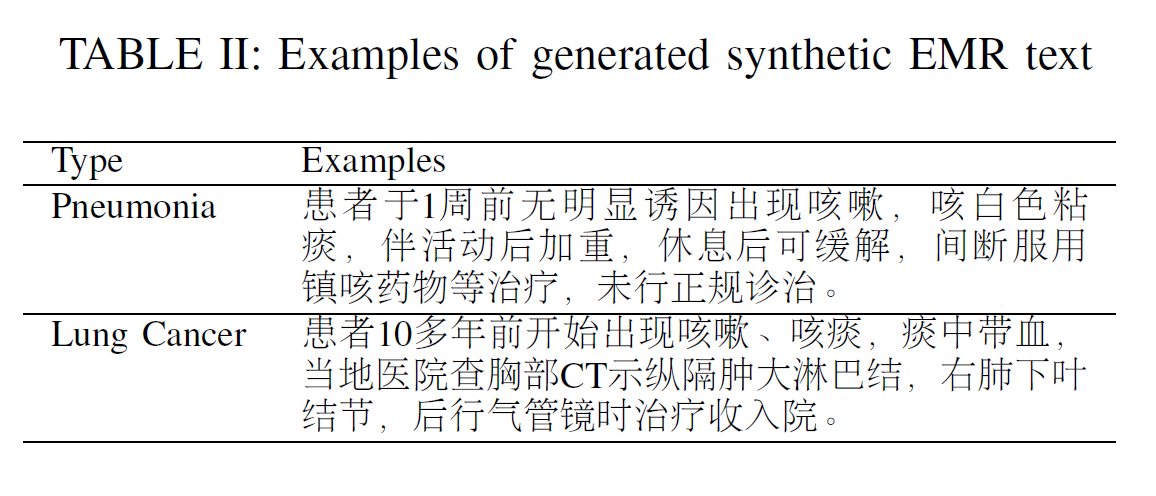 TABLE II: Examples of generated synthetic EMR text
Type Examples
Pneumonia 患者于1周前无明显诱因出现咳嗽，咳白色粘
痰，伴活动后加重，休息后可缓解，间断服用
镇咳药物等治疗，未行正规诊治。
Lung Cancer 患者10多年前开始出现咳嗽、咳痰，痰中带血，
当地医院查胸部CT示纵隔肿大淋巴结，右肺下叶
结节，后行气管镜时治疗收入院。